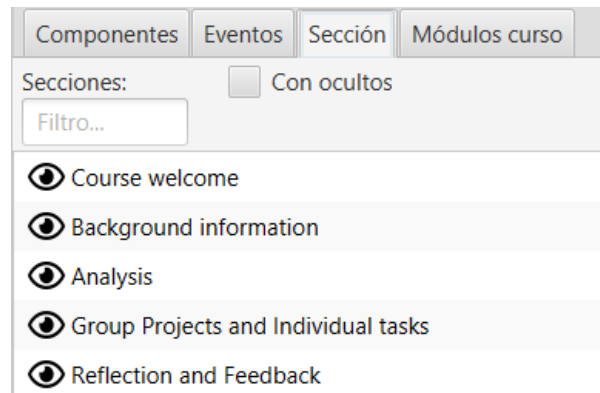 Componentes Eventos Sección Módulos curso
Secciones: Con ocultos
Filtro...
Course welcome
Background information
Analysis
Group Projects and Individual tasks
Reflection and Feedback